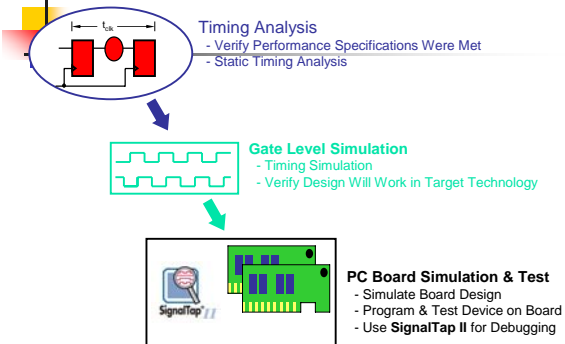 t_clk
Timing Analysis
- Verify Performance Specifications Were Met
- Static Timing Analysis
Gate Level Simulation
- Timing Simulation
- Verify Design Will Work in Target Technology
SignalTap II
PC Board Simulation & Test
- Simulate Board Design
- Program & Test Device on Board
- Use SignalTap II for Debugging